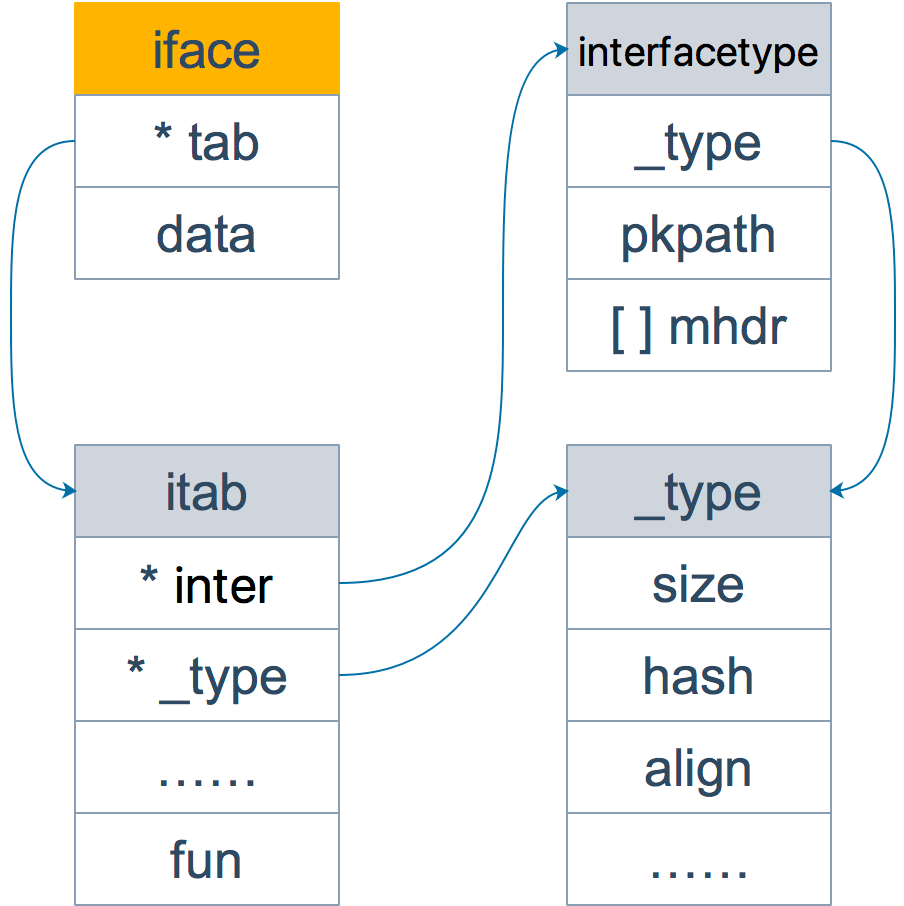 iface
* tab
data
interfacetype
_type
pkpath
[ ] mhdr
itab
* inter
* _type
……
fun
_type
size
hash
align
……